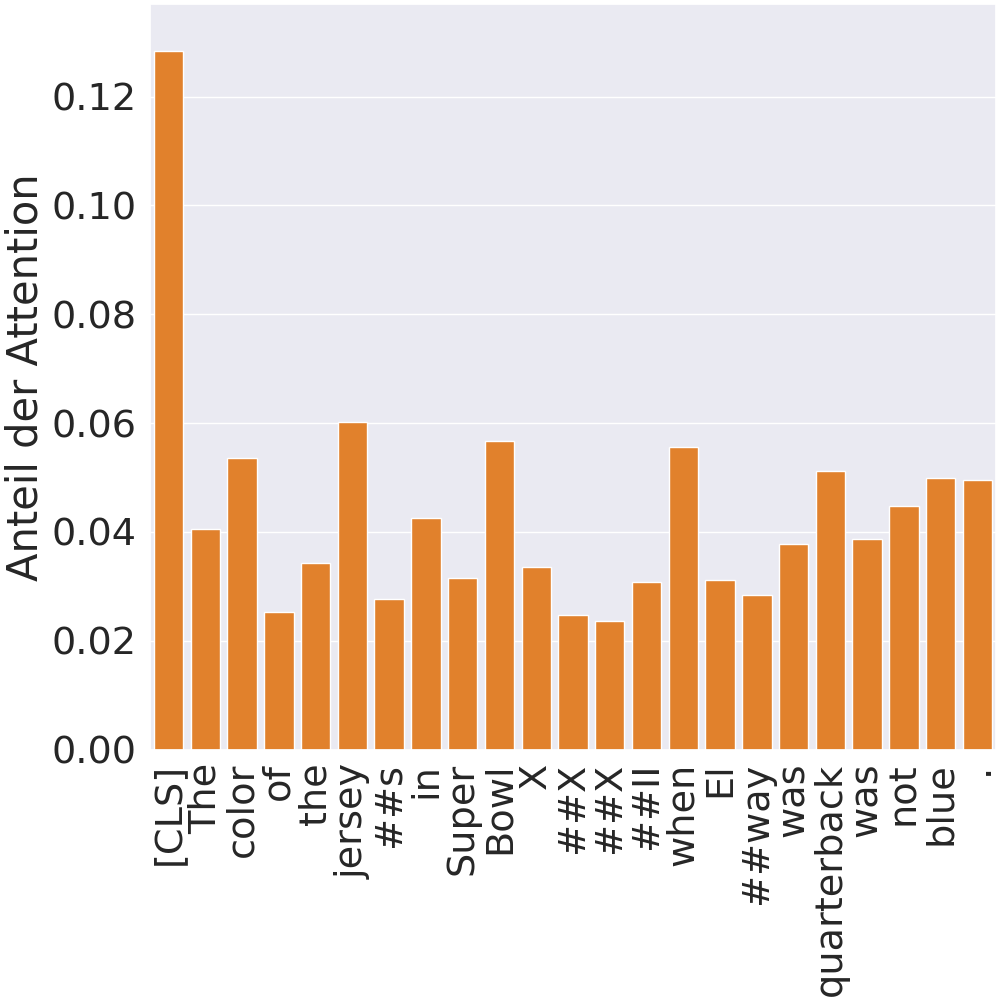 Anteil der Attention
0.12
0.10
0.08
0.06
0.04
0.02
0.00
[CLS]
The
color
of
the
jersey
##s
in
Super
Bowl
X
##X
##X
##II
when
El
##way
was
quarterback
was
not
blue
.